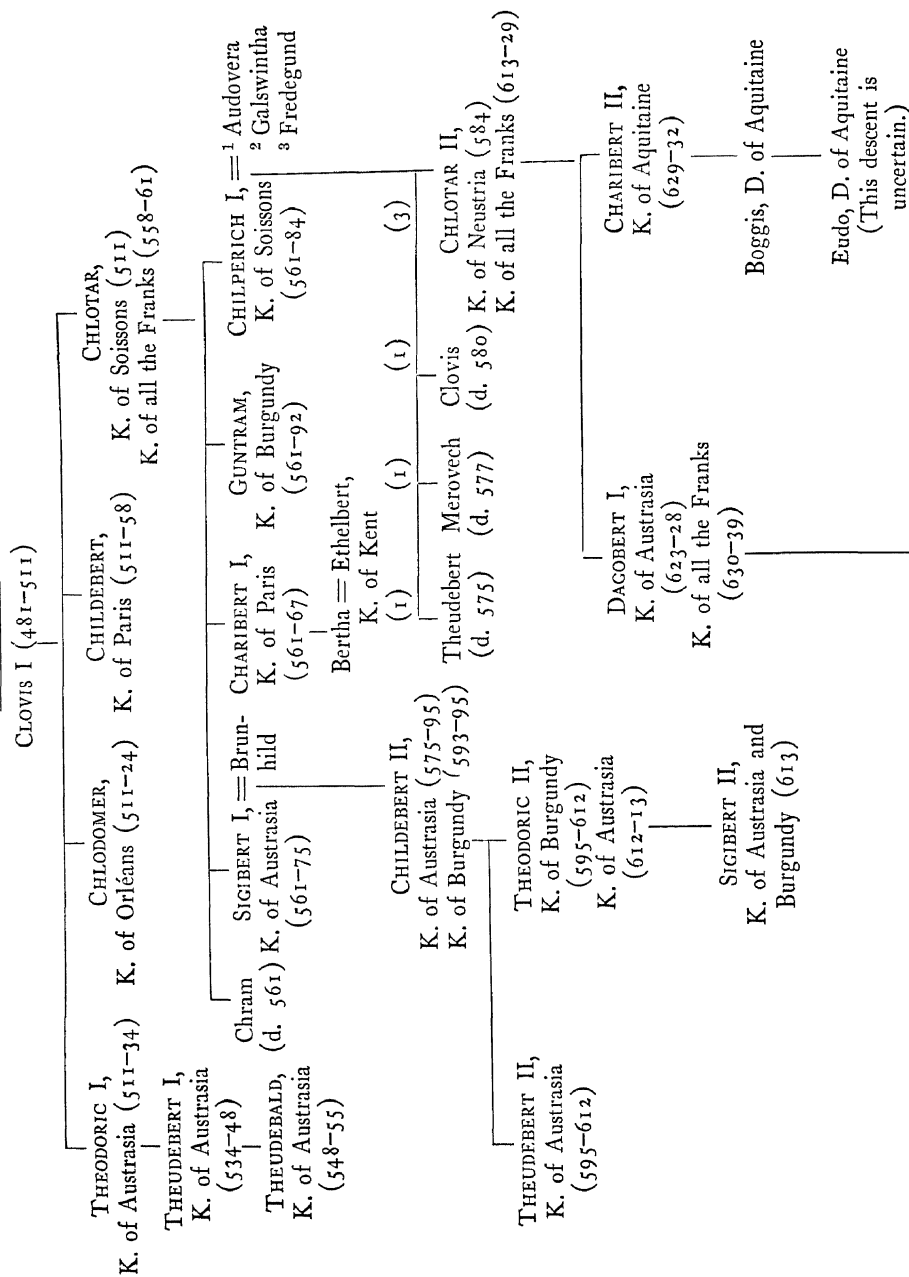 CLOVIS I (481–511)
THEODORIC I,
K. of Austrasia (511–34)
CHLODOMER,
K. of Orléans (511–24)
CHILDEBERT,
K. of Paris (511–58)
CHLOTAR,
K. of Soissons (511)
K. of all the Franks (558–61)
THEUDEBERT I,
K. of Austrasia
(534–48)
THEUDEBALD,
K. of Austrasia
(548–55)
Chram
(d. 561)
SIGIBERT I, = Brun-
hild
K. of Austrasia
(561–75)
CHARIBERT I,
K. of Paris
(561–67)
Bertha = Ethelbert,
K. of Kent
GUNTRAM,
K. of Burgundy
(561–92)
CHILPERICH I, = ¹ Audovera
² Galswintha
³ Fredegund
K. of Soissons
(561–84)
(1) (1) (1) (3)
Theudebert
(d. 575)
Merovech
(d. 577)
Clovis
(d. 580)
CHLOTAR II,
K. of Neustria (584)
K. of all the Franks (613–29)
CHILDEBERT II,
K. of Austrasia (575–95)
K. of Burgundy (593–95)
THEUDEBERT II,
K. of Austrasia
(595–612)
THEODORIC II,
K. of Burgundy
(595–612)
K. of Austrasia
(612–13)
SIGIBERT II,
K. of Austrasia and
Burgundy (613)
DAGOBERT I,
K. of Austrasia
(623–28)
K. of all the Franks
(630–39)
CHARIBERT II,
K. of Aquitaine
(629–32)
Boggis, D. of Aquitaine
Eudo, D. of Aquitaine
(This descent is
uncertain.)